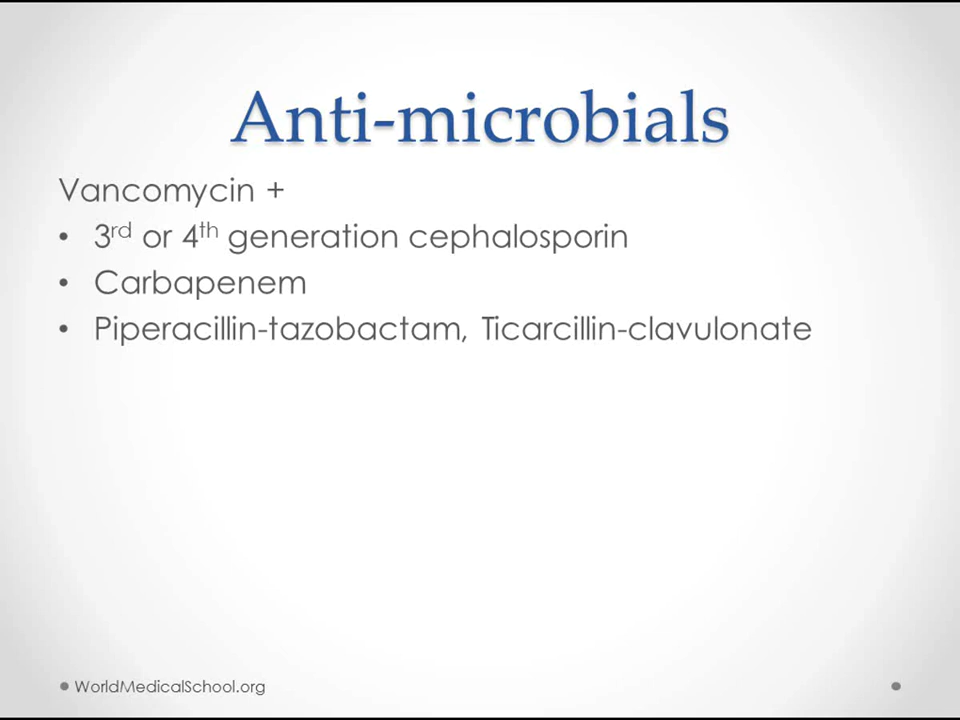 Anti-microbials
Vancomycin +
• 3rd or 4th generation cephalosporin
• Carbapenem
• Piperacillin-tazobactam, Ticarcillin-clavulonate
WorldMedicalSchool.org